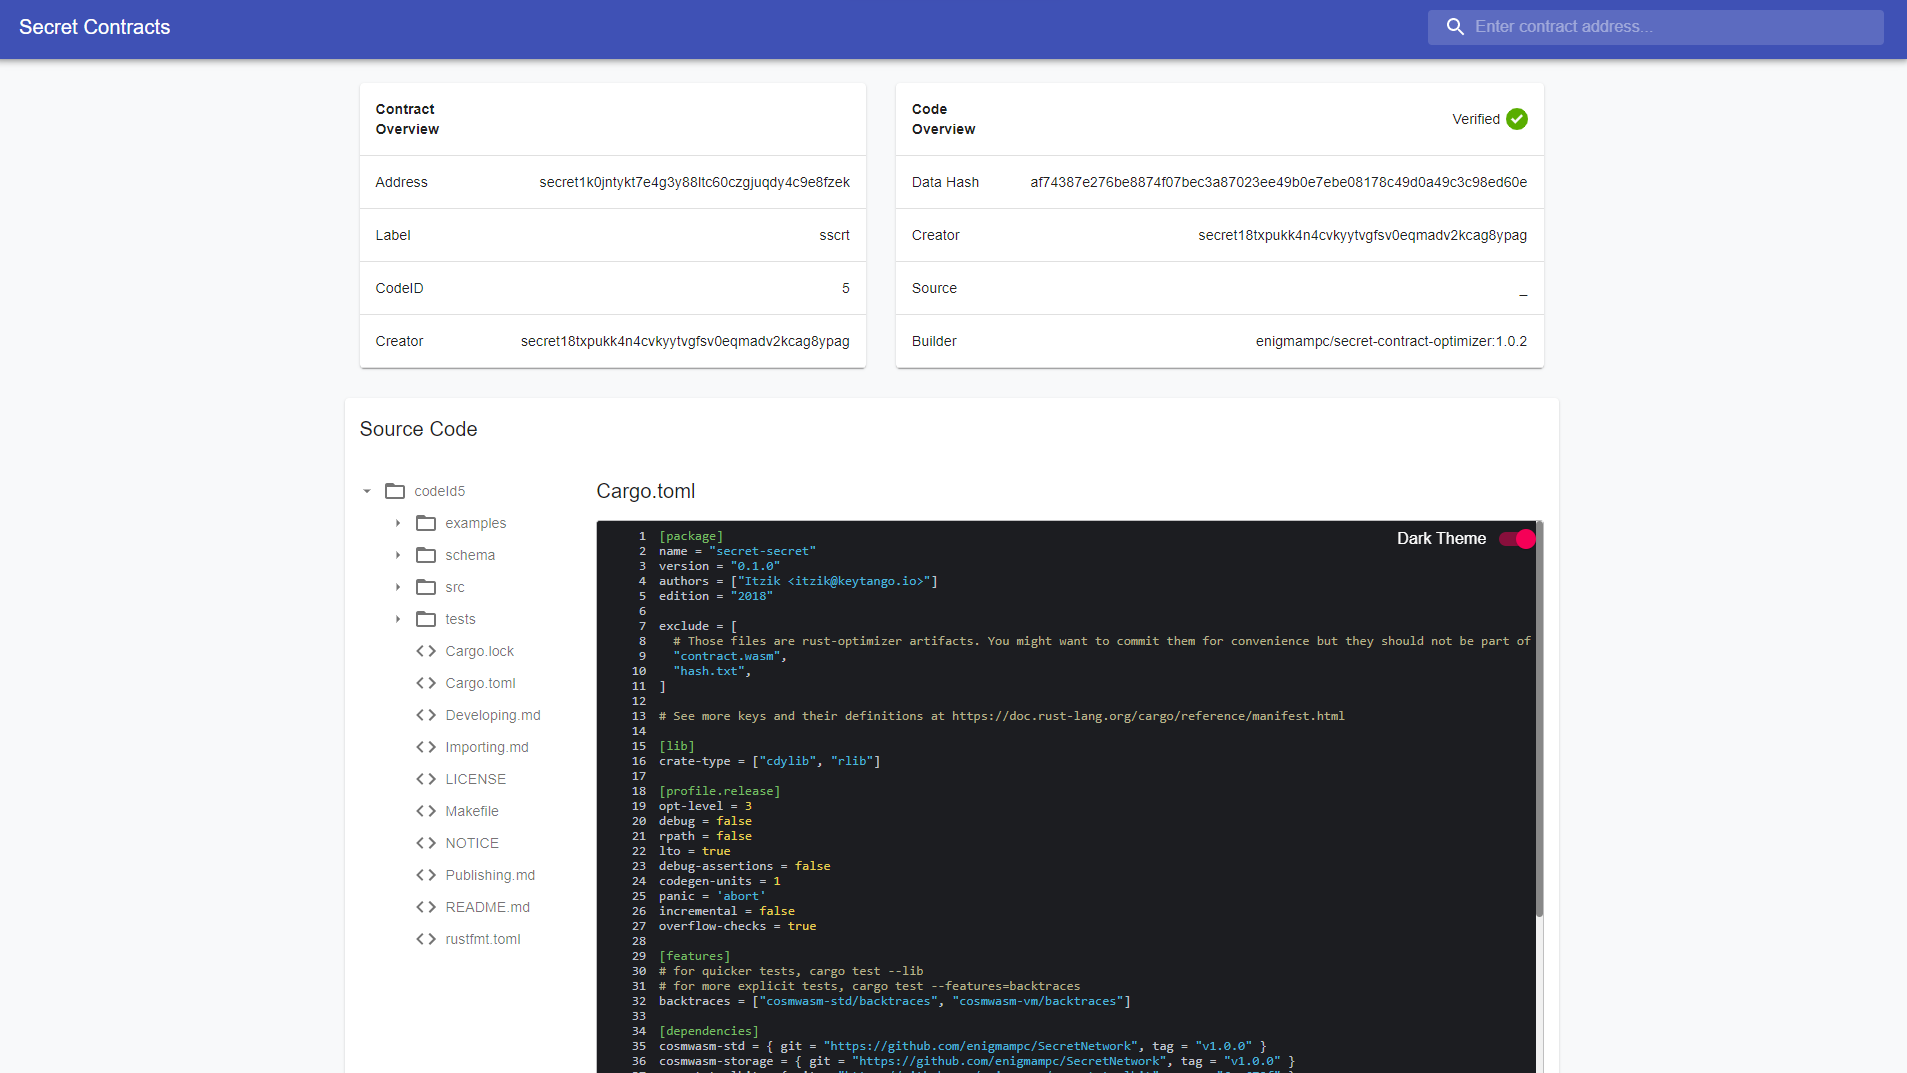 Secret Contracts
Enter contract address...
Contract
Overview
Address secret1k0jntykt7e4g3y88ltc60czgjuqdy4c9e8fzek
Label sscrt
CodeID 5
Creator secret18txpukk4n4cvkyytvgfsv0eqmadv2kcag8ypag
Code
Overview
Verified
Data Hash af74387e276be8874f07bec3a87023ee49b0e7ebe08178c49d0a49c3c98ed60e
Creator secret18txpukk4n4cvkyytvgfsv0eqmadv2kcag8ypag
Source _
Builder enigmampc/secret-contract-optimizer:1.0.2
Source Code
codeId5
examples
schema
src
tests
Cargo.lock
Cargo.toml
Developing.md
Importing.md
LICENSE
Makefile
NOTICE
Publishing.md
README.md
rustfmt.toml
Cargo.toml
Dark Theme
1 [package]
2 name = "secret-secret"
3 version = "0.1.0"
4 authors = ["Itzik <itzik@keytango.io>"]
5 edition = "2018"
6
7 exclude = [
8 # Those files are rust-optimizer artifacts. You might want to commit them for convenience but they should not be part of
9 "contract.wasm",
10 "hash.txt",
11 ]
12
13 # See more keys and their definitions at https://doc.rust-lang.org/cargo/reference/manifest.html
14
15 [lib]
16 crate-type = ["cdylib", "rlib"]
17
18 [profile.release]
19 opt-level = 3
20 debug = false
21 rpath = false
22 lto = true
23 debug-assertions = false
24 codegen-units = 1
25 panic = 'abort'
26 incremental = false
27 overflow-checks = true
28
29 [features]
30 # for quicker tests, cargo test --lib
31 # for more explicit tests, cargo test --features=backtraces
32 backtraces = ["cosmwasm-std/backtraces", "cosmwasm-vm/backtraces"]
33
34 [dependencies]
35 cosmwasm-std = { git = "https://github.com/enigmampc/SecretNetwork", tag = "v1.0.0" }
36 cosmwasm-storage = { git = "https://github.com/enigmampc/SecretNetwork", tag = "v1.0.0" }